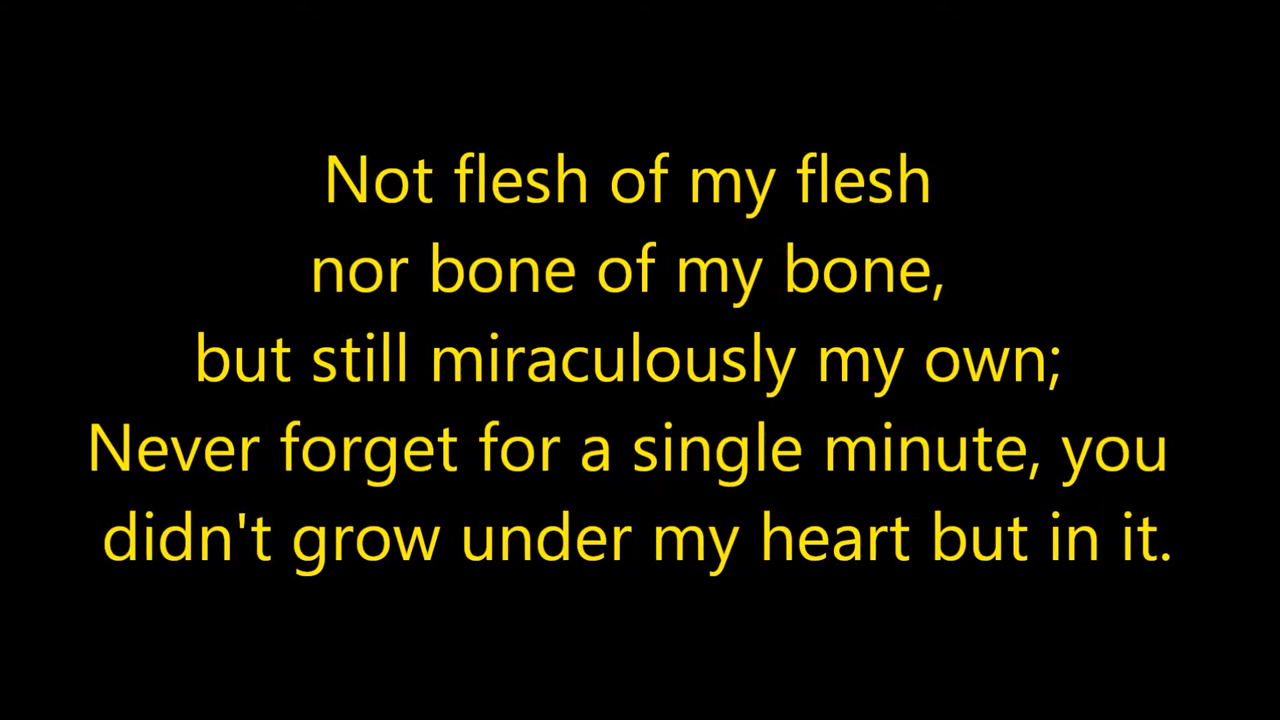 Not flesh of my flesh
nor bone of my bone,
but still miraculously my own;
Never forget for a single minute, you
didn't grow under my heart but in it.